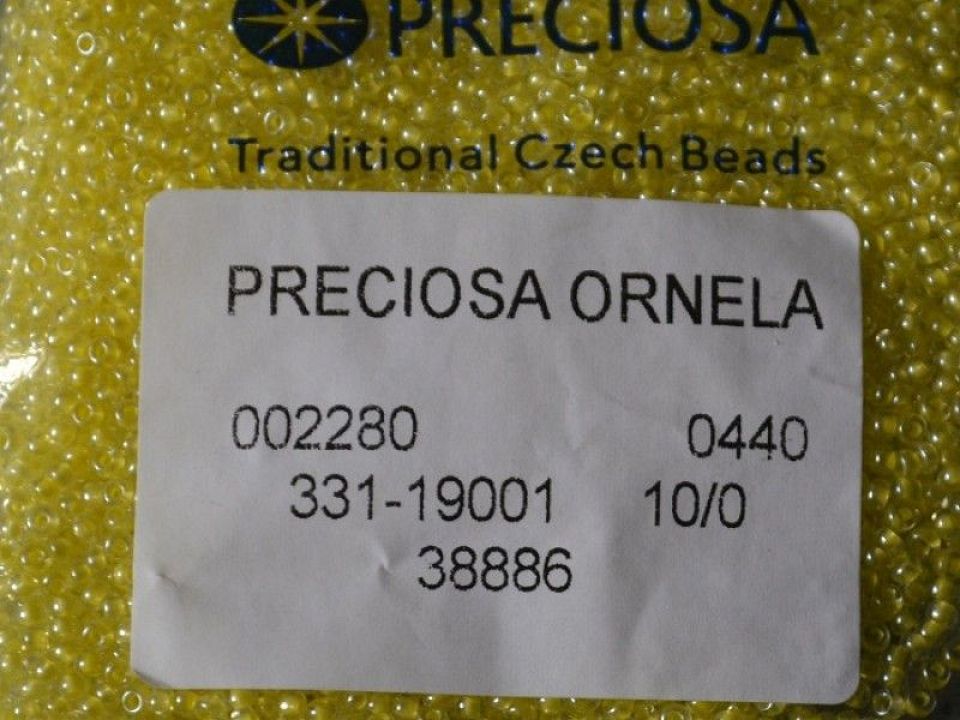 PRECIOSA
Traditional Czech Beads
PRECIOSA ORNELA
002280 0440
331-19001 10/0
38886